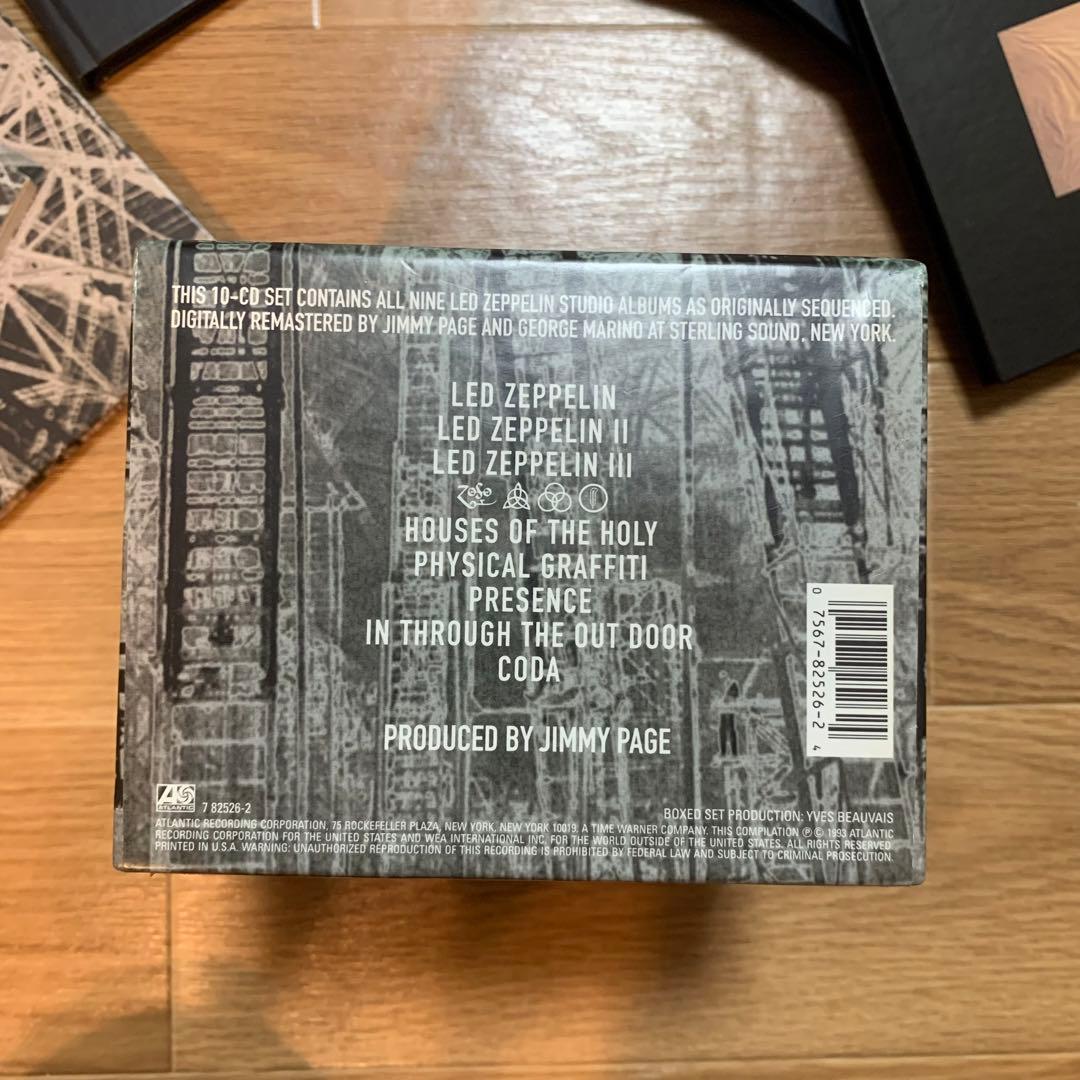 THIS 10-CD SET CONTAINS ALL NINE LED ZEPPELIN STUDIO ALBUMS AS ORIGINALLY SEQUENCED.
DIGITALLY REMASTERED BY JIMMY PAGE AND GEORGE MARINO AT STERLING SOUND, NEW YORK.
LED ZEPPELIN
LED ZEPPELIN II
LED ZEPPELIN III
ZOSO
HOUSES OF THE HOLY
PHYSICAL GRAFFITI
PRESENCE
IN THROUGH THE OUT DOOR
CODA
PRODUCED BY JIMMY PAGE
0 7567-82526-2 4
ATLANTIC
7 82526-2
BOXED SET PRODUCTION: YVES BEAUVAIS
ATLANTIC RECORDING CORPORATION, 75 ROCKEFELLER PLAZA, NEW YORK, NEW YORK 10019. A TIME WARNER COMPANY. THIS COMPILATION ℗ © 1993 ATLANTIC
RECORDING CORPORATION FOR THE UNITED STATES AND WEA INTERNATIONAL INC. FOR THE WORLD OUTSIDE OF THE UNITED STATES. ALL RIGHTS RESERVED.
PRINTED IN U.S.A. WARNING: UNAUTHORIZED REPRODUCTION OF THIS RECORDING IS PROHIBITED BY FEDERAL LAW AND SUBJECT TO CRIMINAL PROSECUTION.